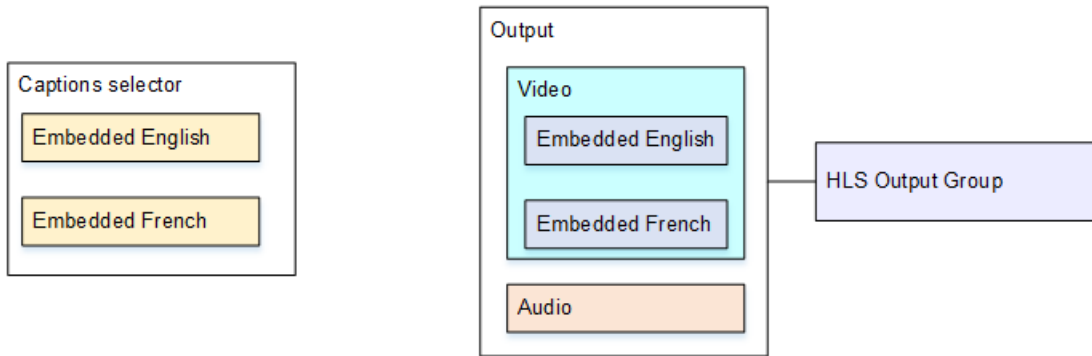 Captions selector
Embedded English
Embedded French
Output
Video
Embedded English
Embedded French
Audio
HLS Output Group